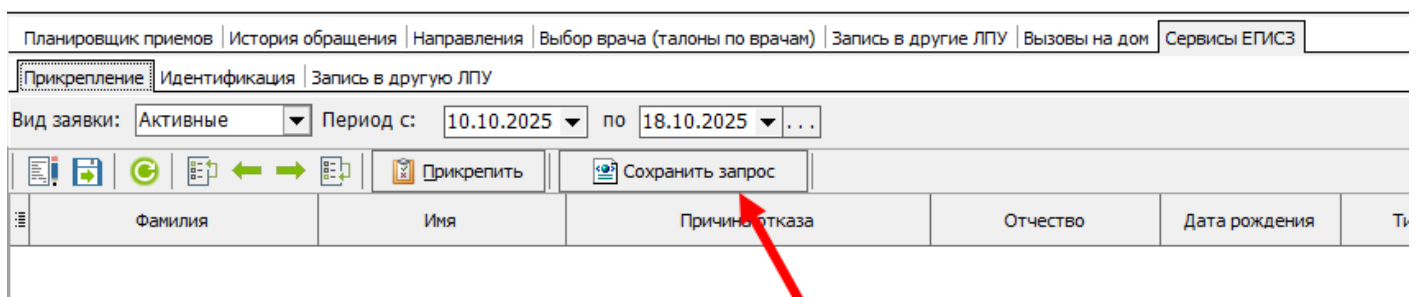 Планировщик приемов История обращения Направления Выбор врача (талоны по врачам) Запись в другие ЛПУ Вызовы на дом Сервисы ЕГИСЗ
Прикрепление Идентификация Запись в другую ЛПУ
Вид заявки: Активные Период с: 10.10.2025 по 18.10.2025 ...
Прикрепить Сохранить запрос
Фамилия Имя Причина отказа Отчество Дата рождения